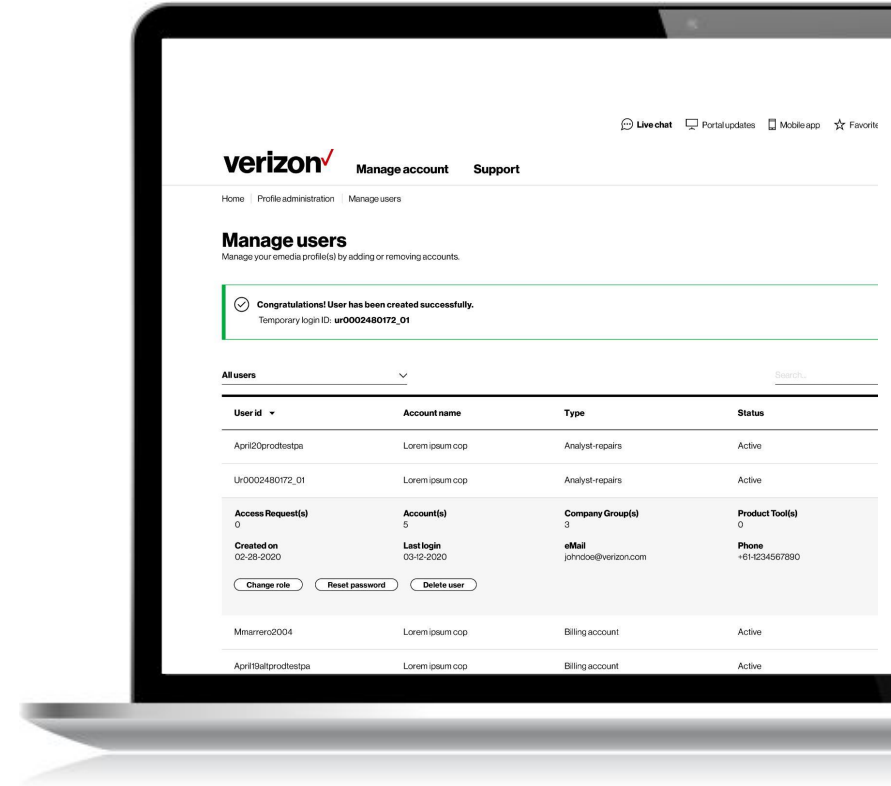 Live chat Portal updates Mobile app Favorite
verizon✓ Manage account Support
Home Profile administration Manage users
Manage users
Manage your emedia profile(s) by adding or removing accounts.
Congratulations! User has been created successfully.
Temporary login ID: ur0002480172_01
All users Search...
User id Account name Type Status
April20prodtestpa Lorem ipsum cop Analyst-repairs Active
Ur0002480172_01 Lorem ipsum cop Analyst-repairs Active
Access Request(s) Account(s) Company Group(s) Product Tool(s)
0 5 3 0
Created on Last login eMail Phone
02-28-2020 03-12-2020 johndoe@verizon.com +61-1234567890
Change role Reset password Delete user
Mmarrero2004 Lorem ipsum cop Billing account Active
April19altprodtestpa Lorem ipsum cop Billing account Active